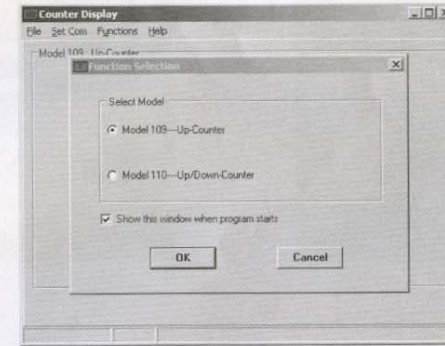 Counter Display
File Set Com Functions Help
Model 109 Up-Counter
Function Selection
Select Model
Model 109---Up-Counter
Model 110---Up/Down-Counter
Show this window when program starts
OK
Cancel